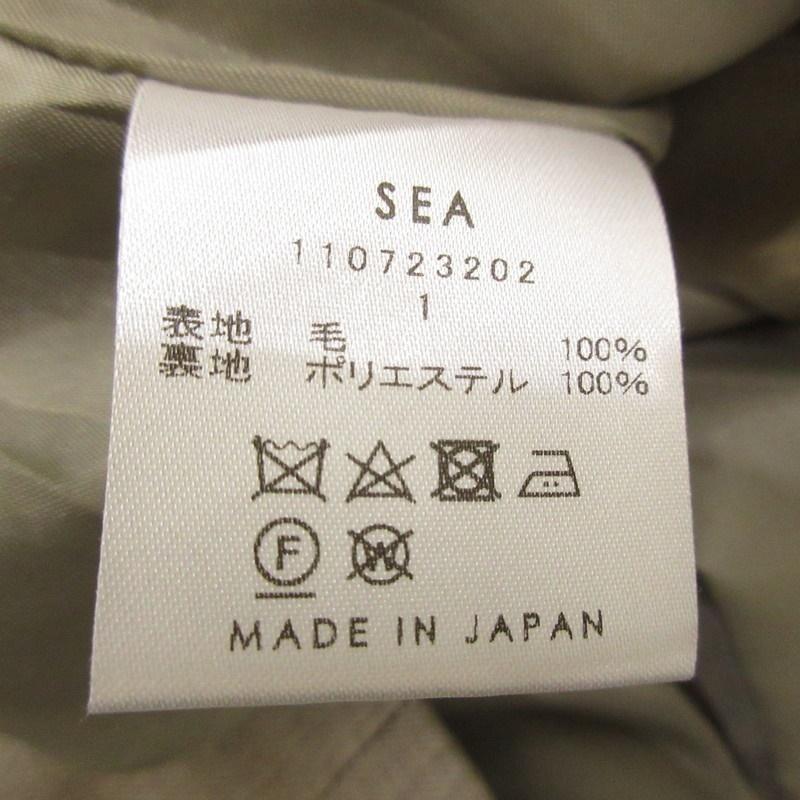 SEA
110723202
1
表地 毛 100%
裏地 ポリエステル 100%
F
W
MADE IN JAPAN